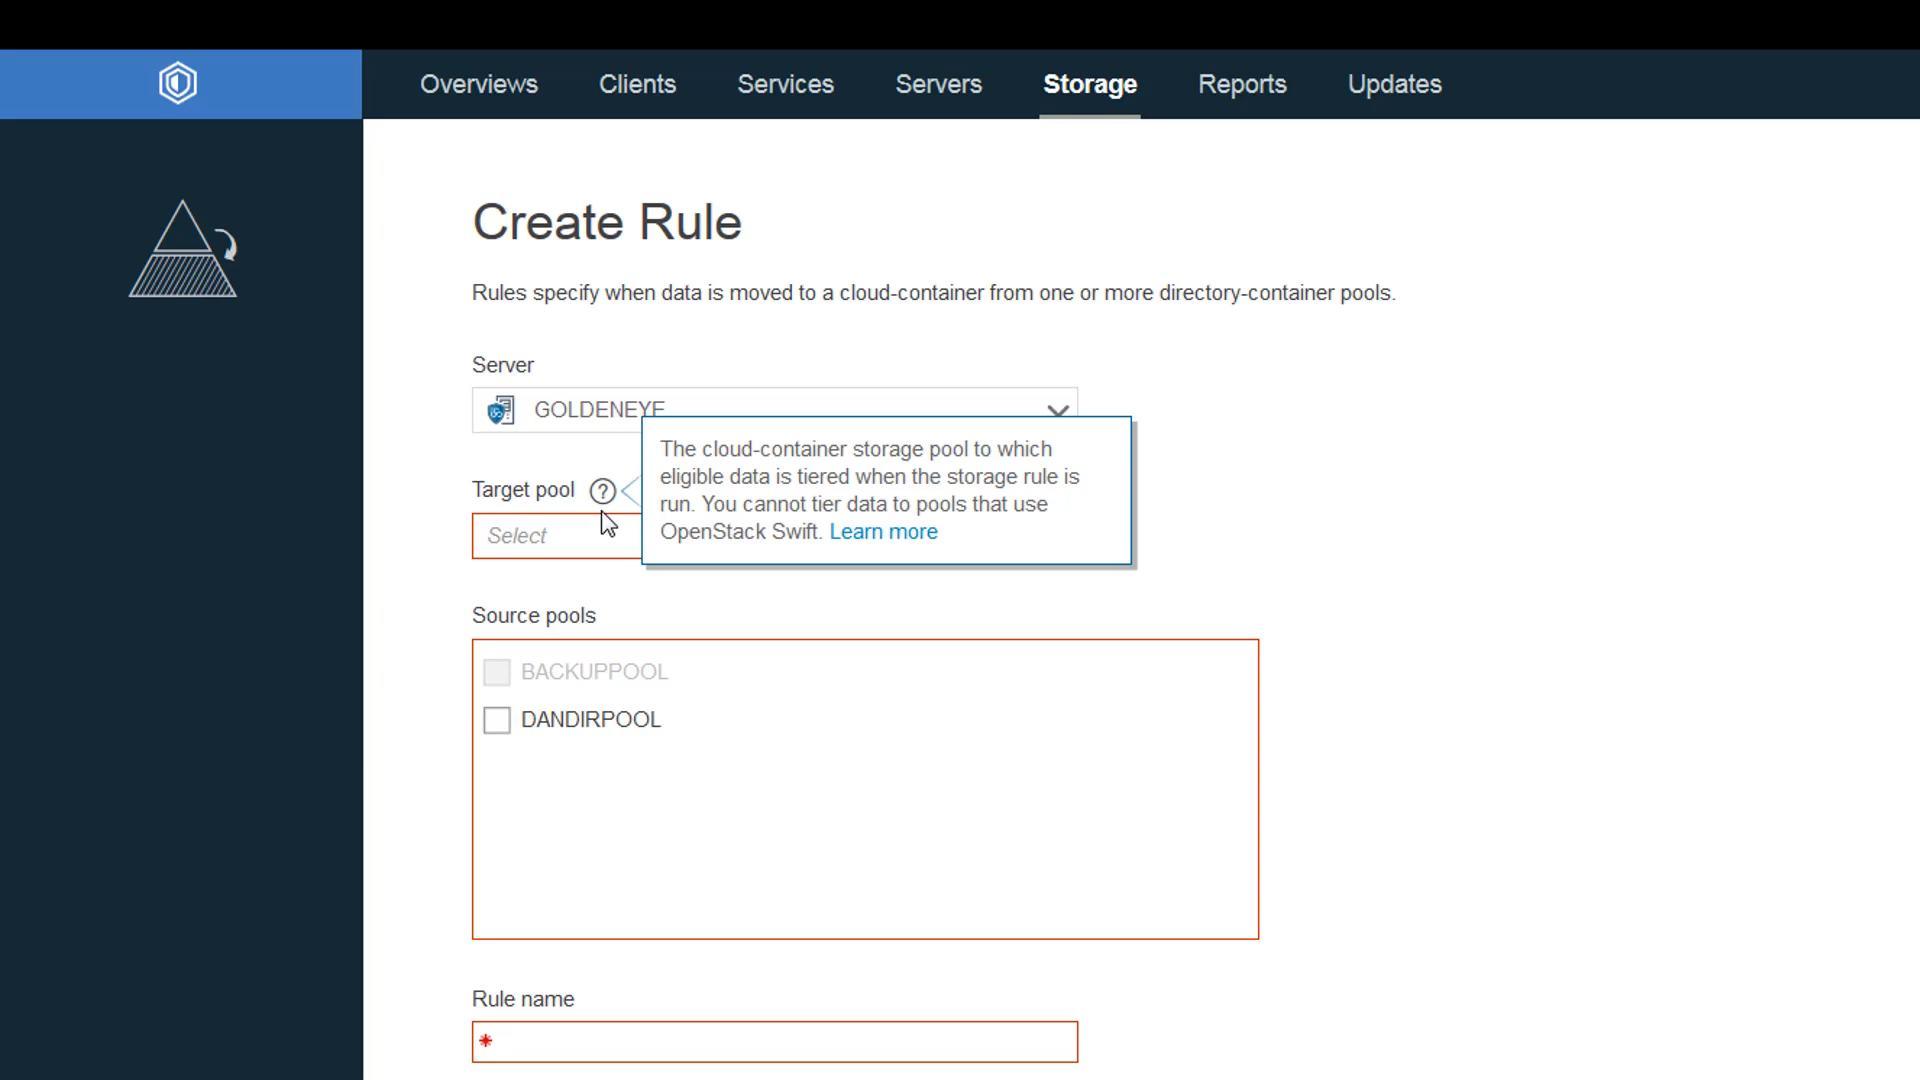 Overviews Clients Services Servers Storage Reports Updates
Create Rule
Rules specify when data is moved to a cloud-container from one or more directory-container pools.
Server
GOLDENEYE
The cloud-container storage pool to which
eligible data is tiered when the storage rule is
run. You cannot tier data to pools that use
OpenStack Swift. Learn more
Target pool ?
Select
Source pools
BACKUPPOOL
DANDIRPOOL
Rule name
*